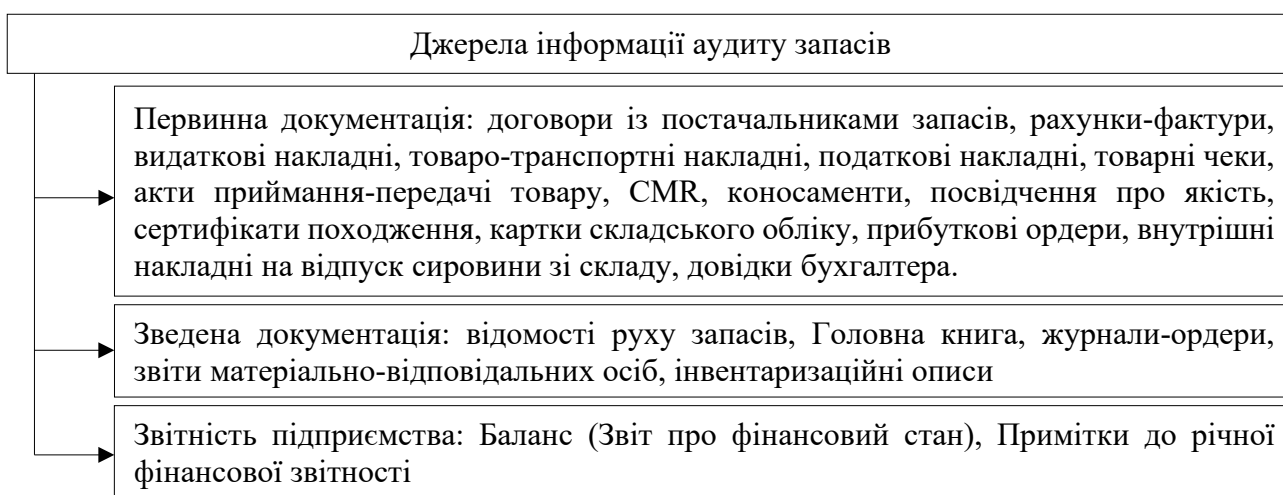 Джерела інформації аудиту запасів
Первинна документація: договори із постачальниками запасів, рахунки-фактури,
видаткові накладні, товаро-транспортні накладні, податкові накладні, товарні чеки,
акти приймання-передачі товару, CMR, коносаменти, посвідчення про якість,
сертифікати походження, картки складського обліку, прибуткові ордери, внутрішні
накладні на відпуск сировини зі складу, довідки бухгалтера.
Зведена документація: відомості руху запасів, Головна книга, журнали-ордери,
звіти матеріально-відповідальних осіб, інвентаризаційні описи
Звітність підприємства: Баланс (Звіт про фінансовий стан), Примітки до річної
фінансової звітності